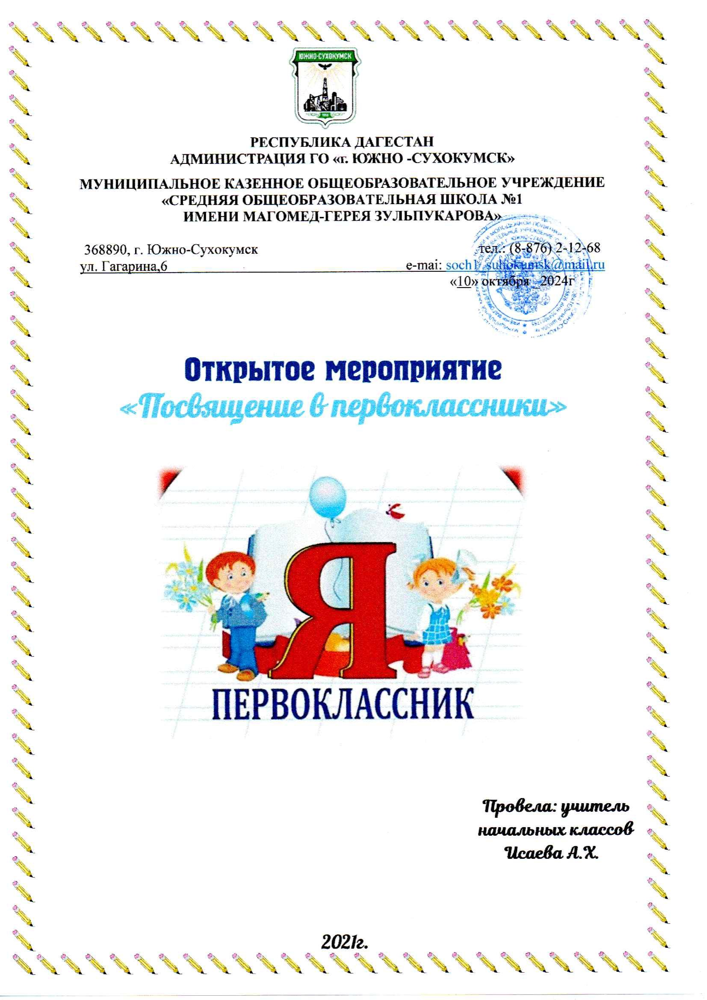 ЮЖНО-СУХОКУМСК
РЕСПУБЛИКА ДАГЕСТАН
АДМИНИСТРАЦИЯ ГО «г. ЮЖНО -СУХОКУМСК»
МУНИЦИПАЛЬНОЕ КАЗЕННОЕ ОБЩЕОБРАЗОВАТЕЛЬНОЕ УЧРЕЖДЕНИЕ
«СРЕДНЯЯ ОБЩЕОБРАЗОВАТЕЛЬНАЯ ШКОЛА №1
ИМЕНИ МАГОМЕД-ГЕРЕЯ ЗУЛЬПУКАРОВА»
368890, г. Южно-Сухокумск тел.: (8-876) 2-12-68
ул. Гагарина,6 e-mai: soch1_suhokumsk@mail.ru
«10» октября _2024г
Открытое мероприятие
«Посвящение в первоклассники»
Я
ПЕРВОКЛАССНИК
Провела: учитель
начальных классов
Исаева А.Х.
2021г.